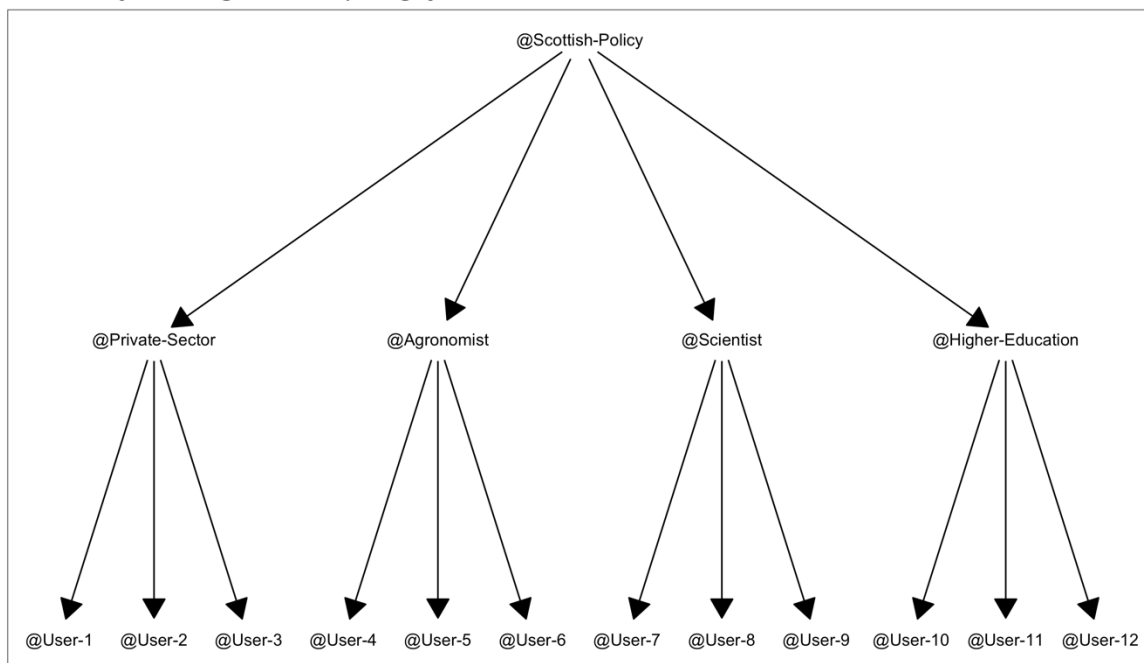 @Scottish-Policy
@Private-Sector @Agronomist @Scientist @Higher-Education
@User-1 @User-2 @User-3 @User-4 @User-5 @User-6 @User-7 @User-8 @User-9 @User-10 @User-11 @User-12